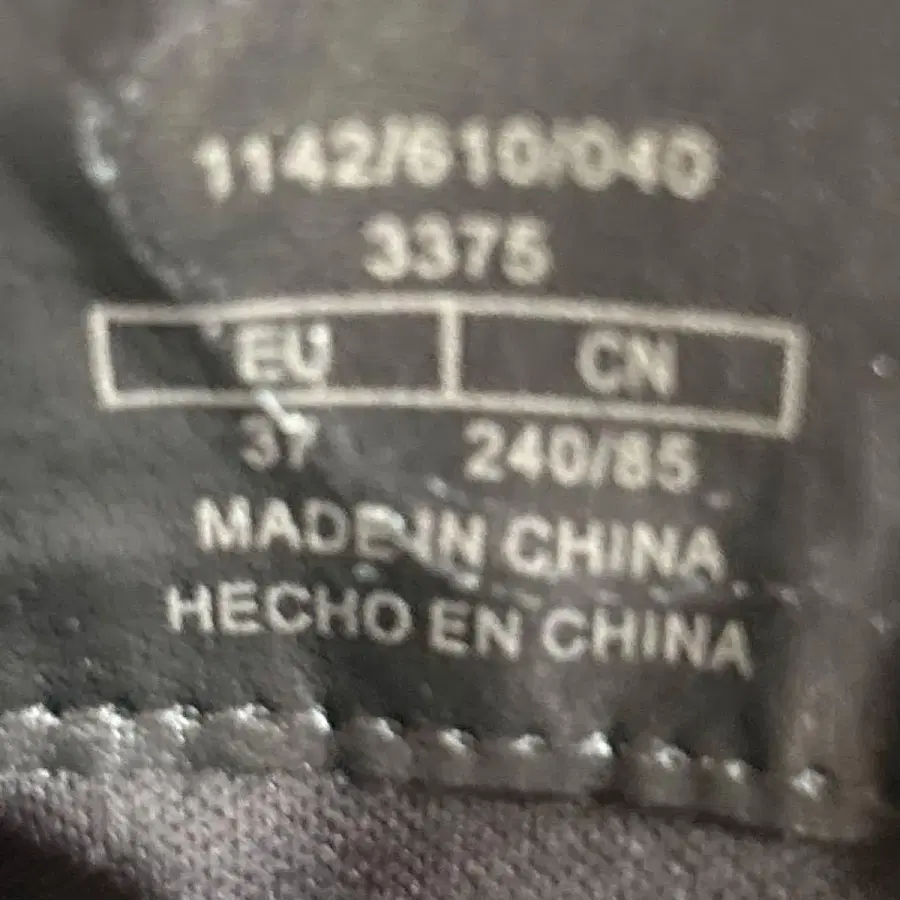 1142/610/040
3375
EU CN
37 240/85
MADE IN CHINA
HECHO EN CHINA